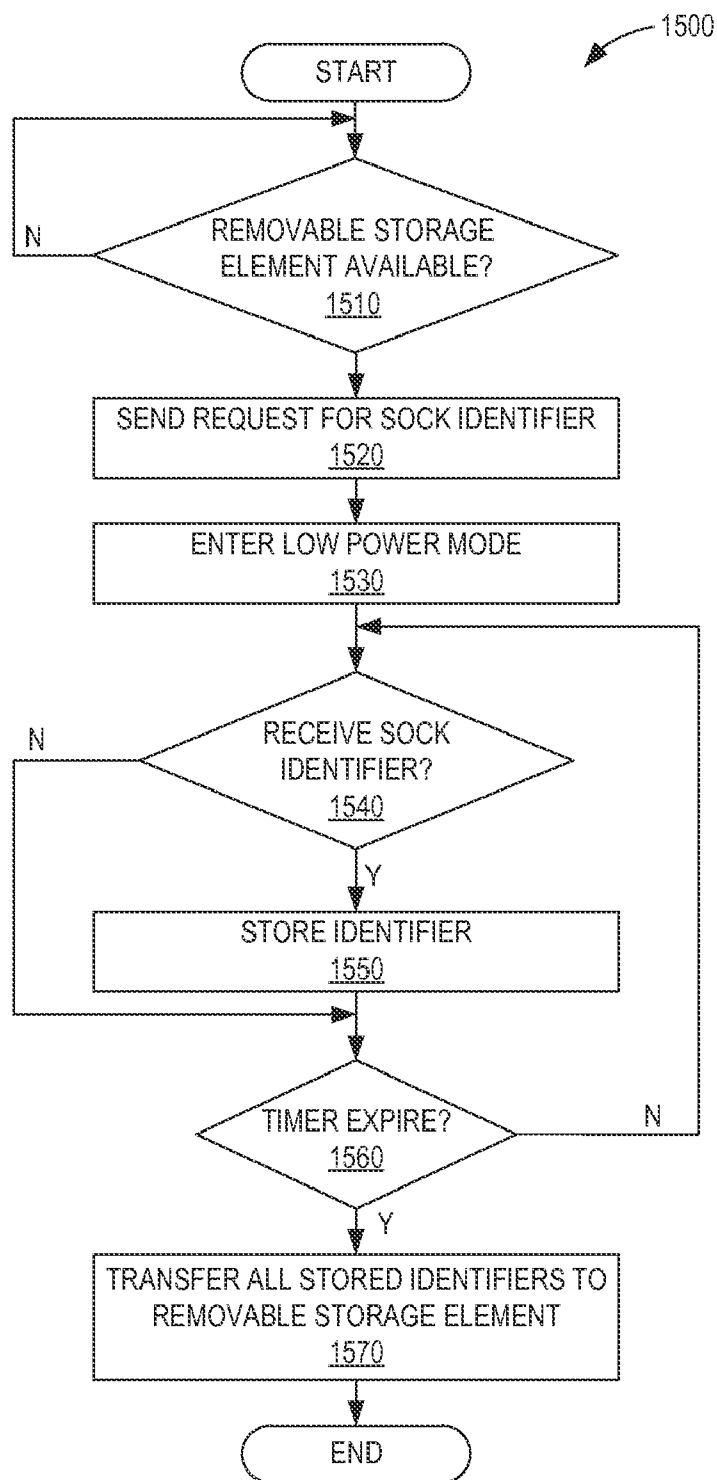 1500
START
REMOVABLE STORAGE
ELEMENT AVAILABLE?
1510
N
SEND REQUEST FOR SOCK IDENTIFIER
1520
ENTER LOW POWER MODE
1530
RECEIVE SOCK
IDENTIFIER?
1540
N
Y
STORE IDENTIFIER
1550
TIMER EXPIRE?
1560
N
Y
TRANSFER ALL STORED IDENTIFIERS TO
REMOVABLE STORAGE ELEMENT
1570
END